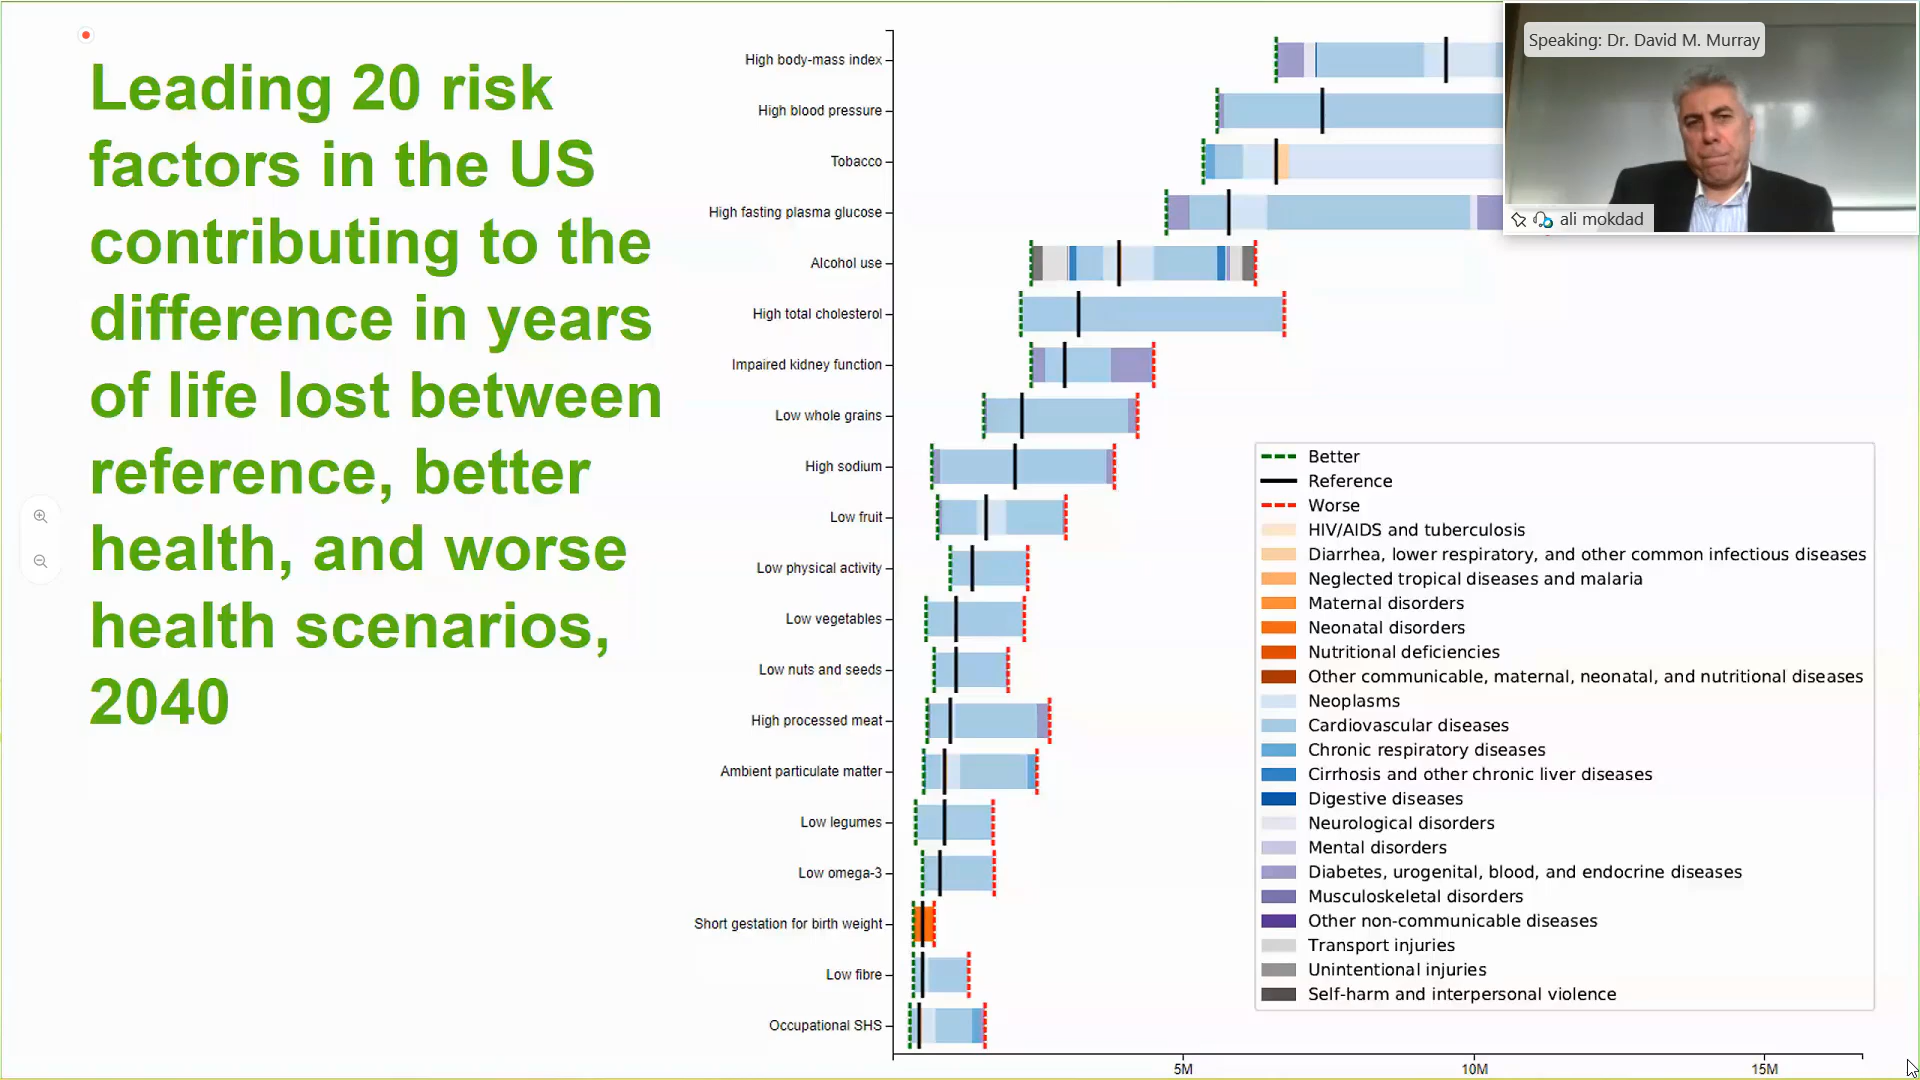 Leading 20 risk
factors in the US
contributing to the
difference in years
of life lost between
reference, better
health, and worse
health scenarios,
2040
High body-mass index
High blood pressure
Tobacco
High fasting plasma glucose
Alcohol use
High total cholesterol
Impaired kidney function
Low whole grains
High sodium
Low fruit
Low physical activity
Low vegetables
Low nuts and seeds
High processed meat
Ambient particulate matter
Low legumes
Low omega-3
Short gestation for birth weight
Low fibre
Occupational SHS
5M
10M
15M
Speaking: Dr. David M. Murray
ali mokdad
Better
Reference
Worse
HIV/AIDS and tuberculosis
Diarrhea, lower respiratory, and other common infectious diseases
Neglected tropical diseases and malaria
Maternal disorders
Neonatal disorders
Nutritional deficiencies
Other communicable, maternal, neonatal, and nutritional diseases
Neoplasms
Cardiovascular diseases
Chronic respiratory diseases
Cirrhosis and other chronic liver diseases
Digestive diseases
Neurological disorders
Mental disorders
Diabetes, urogenital, blood, and endocrine diseases
Musculoskeletal disorders
Other non-communicable diseases
Transport injuries
Unintentional injuries
Self-harm and interpersonal violence